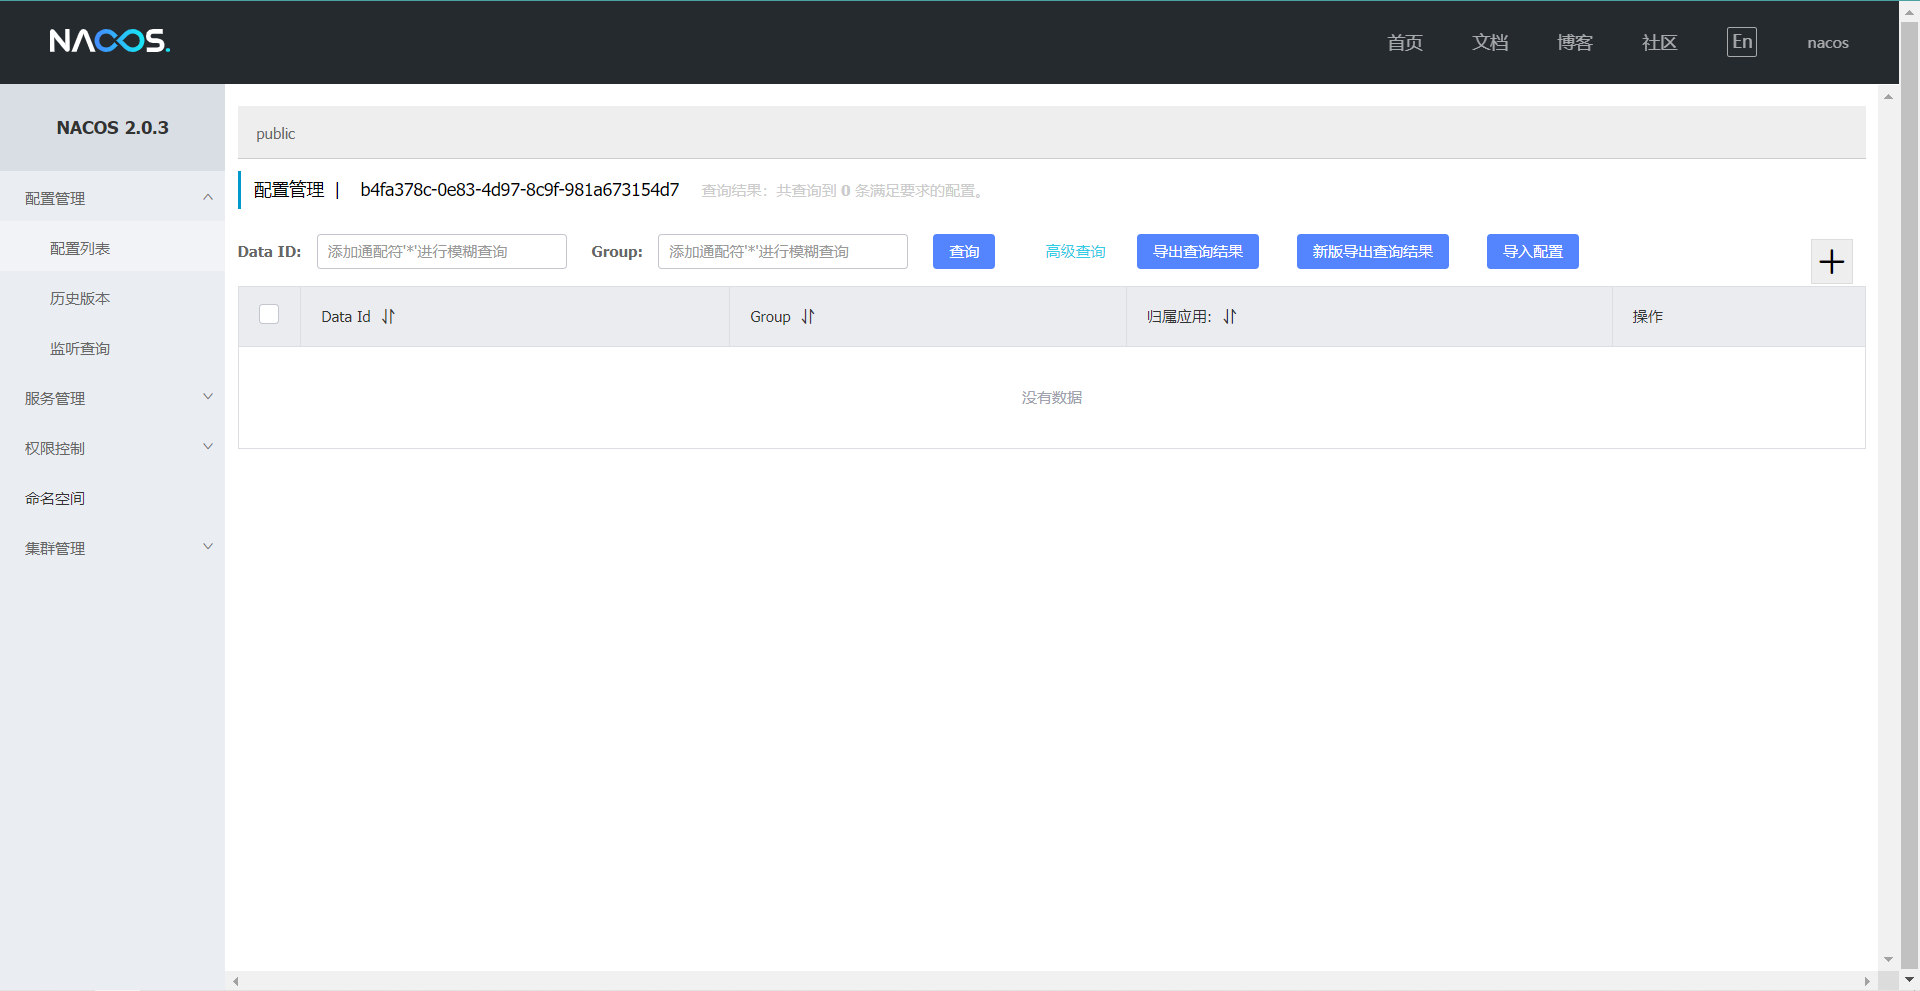 NACOS.
首页 文档 博客 社区 En nacos
NACOS 2.0.3
配置管理
配置列表
历史版本
监听查询
服务管理
权限控制
命名空间
集群管理
public
配置管理 | b4fa378c-0e83-4d97-8c9f-981a673154d7 查询结果：共查询到 0 条满足要求的配置。
Data ID: 添加通配符'*'进行模糊查询 Group: 添加通配符'*'进行模糊查询 查询 高级查询 导出查询结果 新版导出查询结果 导入配置
Data Id Group 归属应用: 操作
没有数据